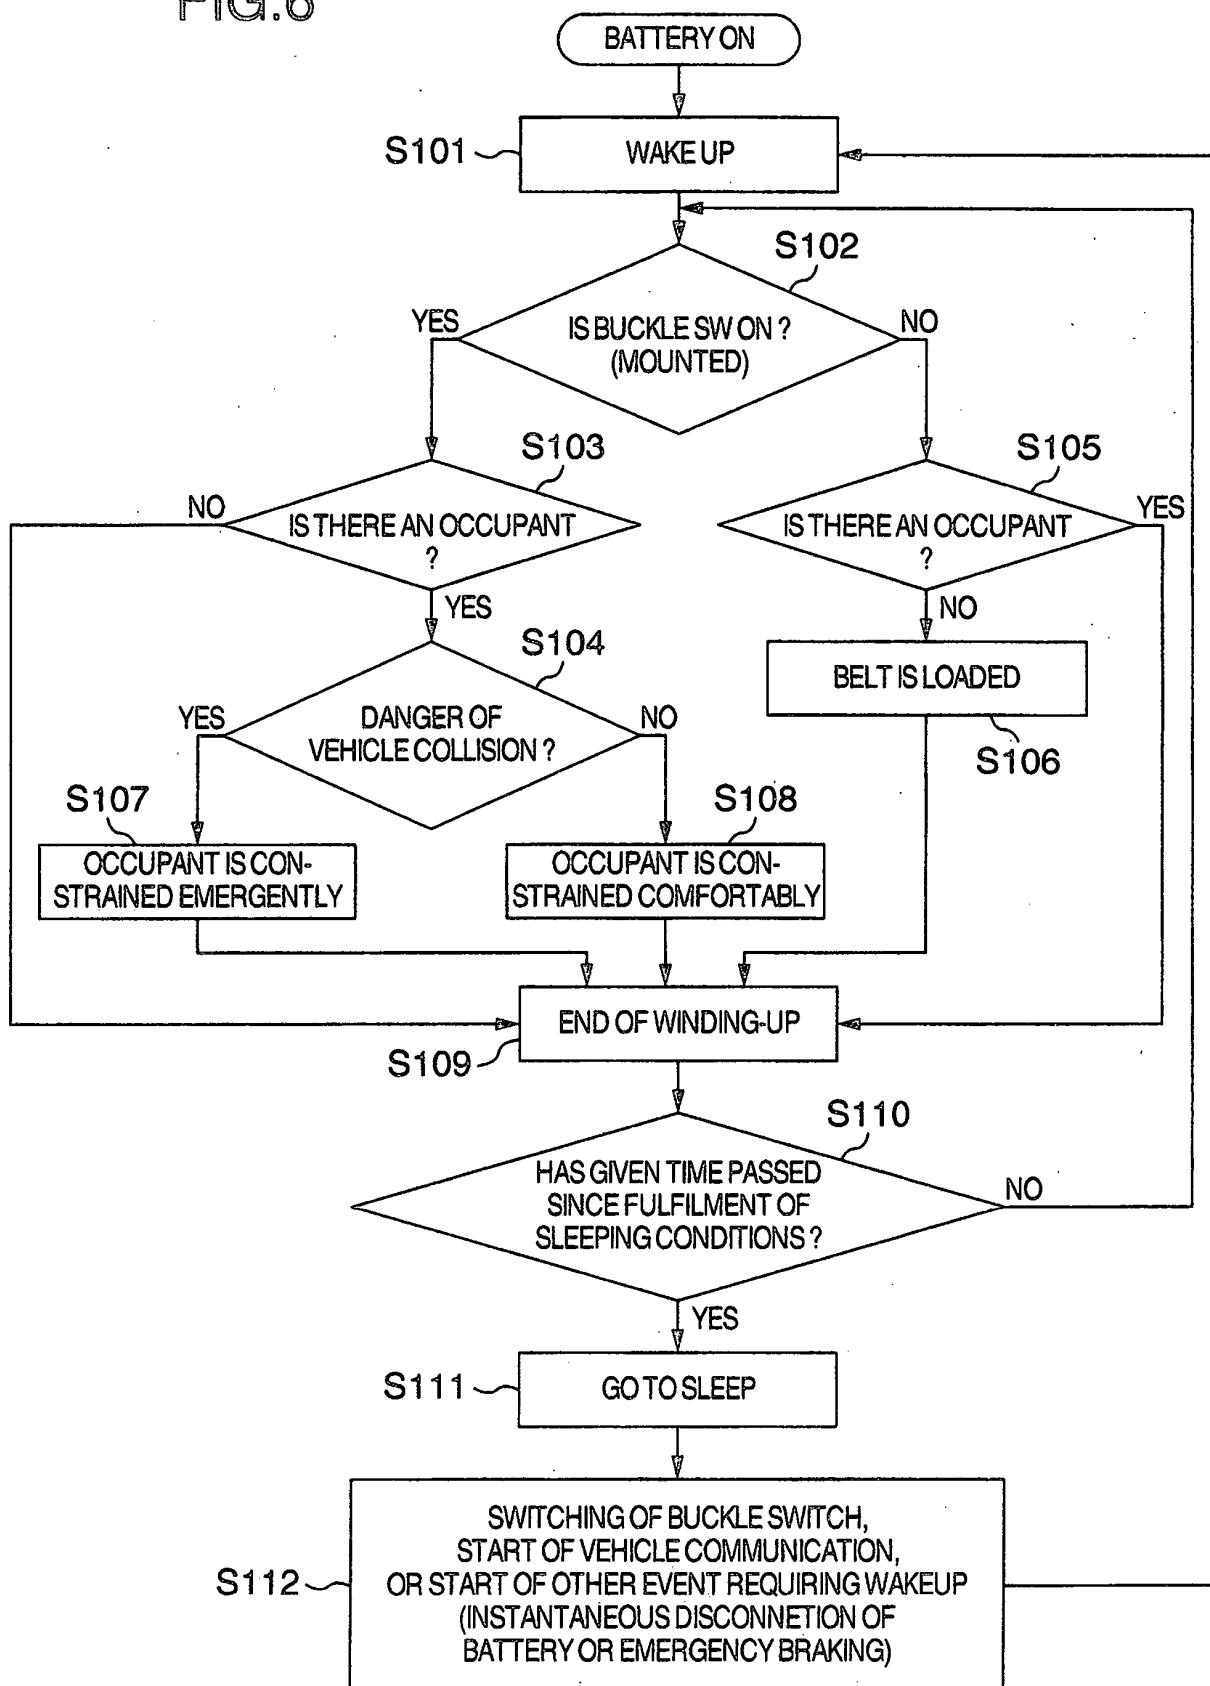 FIG.6
BATTERY ON
S101
WAKE UP
S102
YES
IS BUCKLE SW ON ?
(MOUNTED)
NO
S103
S105
NO
IS THERE AN OCCUPANT
?
IS THERE AN OCCUPANT
?
YES
YES
NO
S104
BELT IS LOADED
YES
DANGER OF
VEHICLE COLLISION ?
NO
S106
S107
S108
OCCUPANT IS CON-
STRAINED EMERGENTLY
OCCUPANT IS CON-
STRAINED COMFORTABLY
END OF WINDING-UP
S109
S110
HAS GIVEN TIME PASSED
SINCE FULFILMENT OF
SLEEPING CONDITIONS ?
NO
YES
S111
GO TO SLEEP
S112
SWITCHING OF BUCKLE SWITCH,
START OF VEHICLE COMMUNICATION,
OR START OF OTHER EVENT REQUIRING WAKEUP
(INSTANTANEOUS DISCONNETION OF
BATTERY OR EMERGENCY BRAKING)